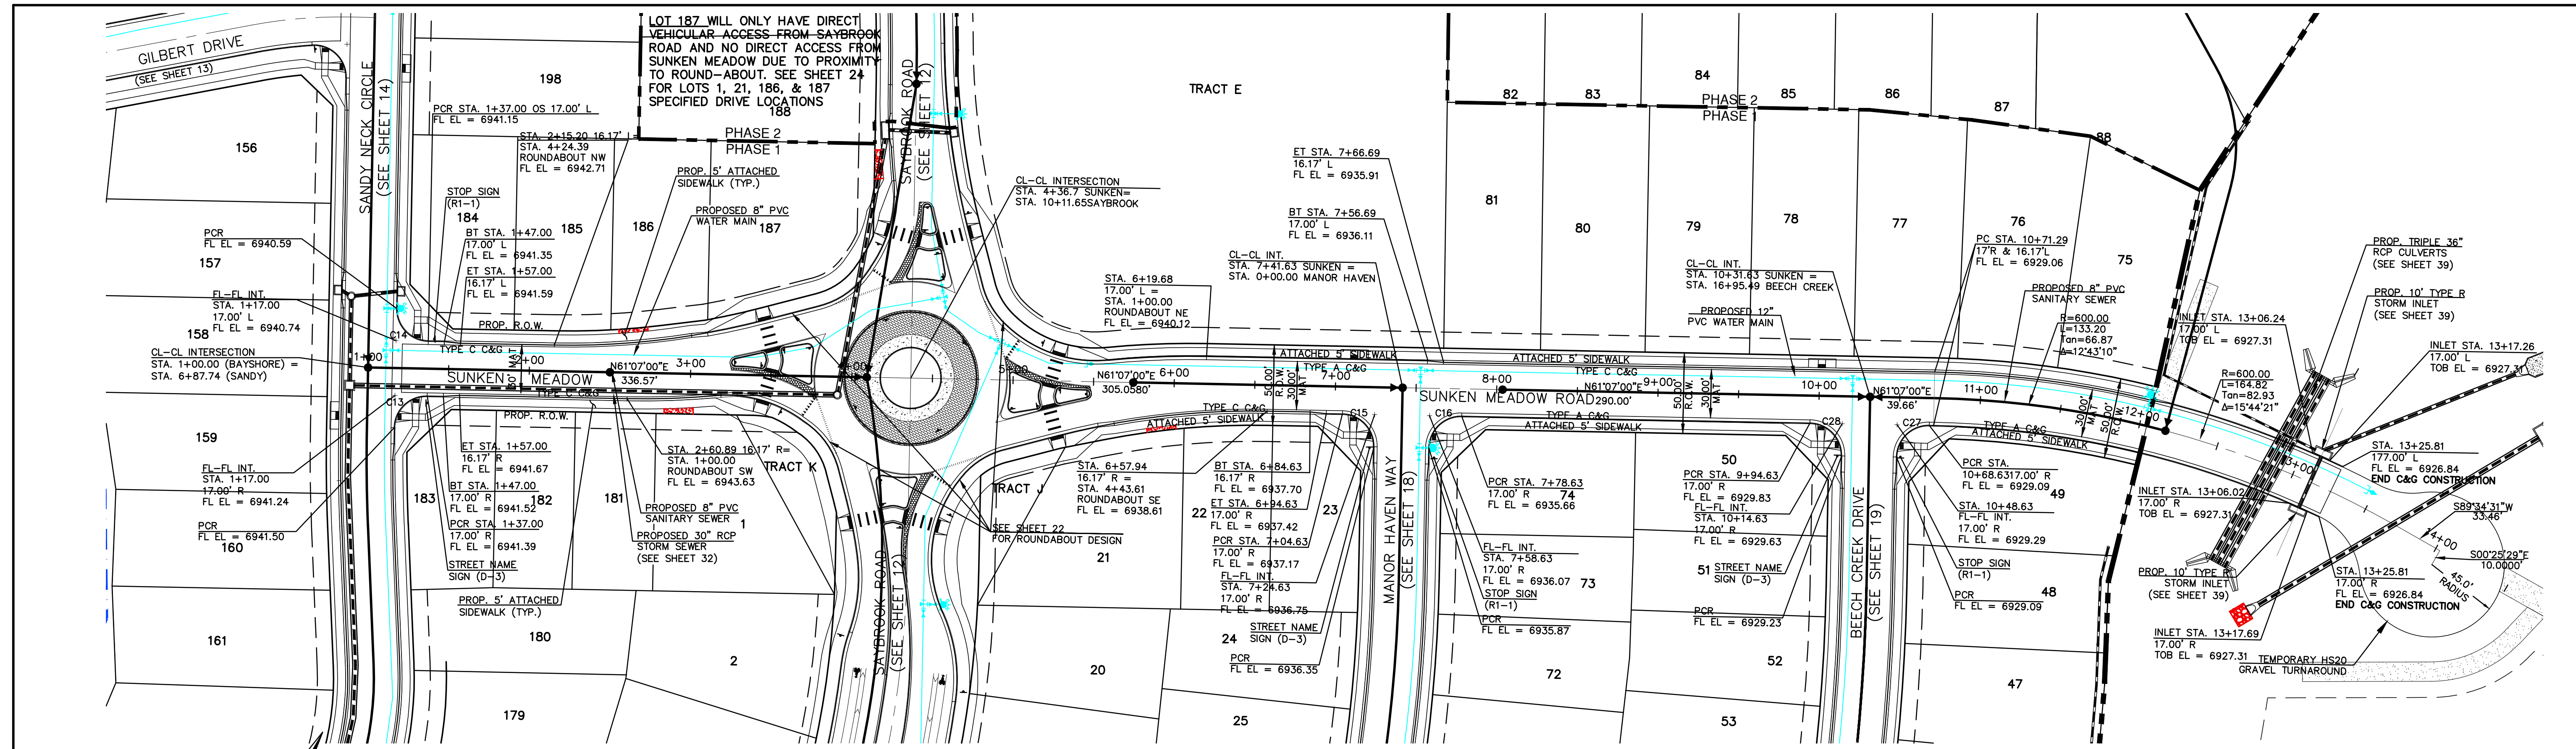 GILBERT DRIVE
(SEE SHEET 13)
SANDY NECK CIRCLE
(SEE SHEET 14)
LOT 187 WILL ONLY HAVE DIRECT
VEHICULAR ACCESS FROM SAYBROOK
ROAD AND NO DIRECT ACCESS FROM
SUNKEN MEADOW DUE TO PROXIMITY
TO ROUND-ABOUT. SEE SHEET 24
FOR LOTS 1, 21, 186, & 187
SPECIFIED DRIVE LOCATIONS
188
198
156
PCR STA. 1+37.00 OS 17.00' L
FL EL = 6941.15
STA. 2+15.20 16.17' =
STA. 4+24.39
ROUNDABOUT NW
FL EL = 6942.71
PHASE 2
PHASE 1
SAYBROOK ROAD
(SEE SHEET 12)
TRACT E
STOP SIGN
(R1-1)
184
185
186
187
PROP. 5' ATTACHED
SIDEWALK (TYP.)
PROPOSED 8" PVC
WATER MAIN
CL-CL INTERSECTION
STA. 4+36.7 SUNKEN=
STA. 10+11.65SAYBROOK
PCR
FL EL = 6940.59
157
BT STA. 1+47.00
17.00' L
FL EL = 6941.35
ET STA. 1+57.00
16.17' L
FL EL = 6941.59
FL-FL INT.
STA. 1+17.00
17.00' L
FL EL = 6940.74
158
CL-CL INTERSECTION
STA. 1+00.00 (BAYSHORE) =
STA. 6+87.74 (SANDY)
C14
PROP. R.O.W.
TYPE C C&G
1+00
2+00
N61°07'00"E
3+00
336.57'
SUNKEN MEADOW
30' MAT
TYPE C C&G
C13
PROP. R.O.W.
159
ET STA. 1+57.00
16.17' R
FL EL = 6941.67
BT STA. 1+47.00
17.00' R
FL EL = 6941.52
PCR STA. 1+37.00
17.00' R
FL EL = 6941.39
STREET NAME
SIGN (D-3)
183
182
181
STA. 2+60.89 16.17' R=
STA. 1+00.00
ROUNDABOUT SW
FL EL = 6943.63
TRACT K
FL-FL INT.
STA. 1+17.00
17.00' R
FL EL = 6941.24
PCR
FL EL = 6941.50
160
PROPOSED 8" PVC
SANITARY SEWER
1
PROPOSED 30" RCP
STORM SEWER
(SEE SHEET 32)
PROP. 5' ATTACHED
SIDEWALK (TYP.)
161
180
179
2
SAYBROOK ROAD
(SEE SHEET 12)
84
82
83
85
86
87
88
PHASE 2
PHASE 1
ET STA. 7+66.69
16.17' L
FL EL = 6935.91
BT STA. 7+56.69
17.00' L
FL EL = 6936.11
CL-CL INT.
STA. 7+41.63 SUNKEN =
STA. 0+00.00 MANOR HAVEN
STA. 6+19.68
17.00' L =
STA. 1+00.00
ROUNDABOUT NE
FL EL = 6940.12
81
80
79
78
77
76
75
CL-CL INT.
STA. 10+31.63 SUNKEN =
STA. 16+95.49 BEECH CREEK
PROPOSED 12"
PVC WATER MAIN
PC STA. 10+71.29
17'R & 16.17'L
FL EL = 6929.06
PROPOSED 8" PVC
SANITARY SEWER
R=600.00
L=133.20
Tan=66.87
Δ=12°43'10"
PROP. TRIPLE 36"
RCP CULVERTS
(SEE SHEET 39)
PROP. 10' TYPE R
STORM INLET
(SEE SHEET 39)
INLET STA. 13+06.24
17.00' L
TOB EL = 6927.31
INLET STA. 13+17.26
17.00' L
TOB EL = 6927.31
R=600.00
L=164.82
Tan=82.93
Δ=15°44'21"
ATTACHED 5' SIDEWALK
TYPE A C&G
ATTACHED 5' SIDEWALK
TYPE C C&G
5+00
N61°07'00"E
6+00
305.0580'
7+00
8+00
N61°07'00"E
9+00
10+00
N61°07'00"E
11+00
12+00
13+00
14+00
SUNKEN MEADOW ROAD
290.00'
39.66'
50.00'
R.O.W.
30.00'
MAT
50.00'
R.O.W.
30.00'
MAT
30.00'
MAT
50.00'
R.O.W.
TYPE C C&G
ATTACHED 5' SIDEWALK
C15
C16
TYPE A C&G
ATTACHED 5' SIDEWALK
C28
C27
TYPE A C&G
ATTACHED 5' SIDEWALK
TRACT J
STA. 6+57.94
16.17' R =
STA. 4+43.61
ROUNDABOUT SE
FL EL = 6938.61
SEE SHEET 22
FOR ROUNDABOUT DESIGN
21
22
23
BT STA. 6+84.63
16.17' R
FL EL = 6937.70
ET STA. 6+94.63
17.00' R
FL EL = 6937.42
PCR STA. 7+04.63
17.00' R
FL EL = 6937.17
FL-FL INT.
STA. 7+24.63
17.00' R
FL EL = 6936.75
STREET NAME
SIGN (D-3)
24
PCR
FL EL = 6936.35
20
25
MANOR HAVEN WAY
(SEE SHEET 18)
PCR STA. 7+78.63
17.00' R
74
FL EL = 6935.66
FL-FL INT.
STA. 7+58.63
17.00' R
FL EL = 6936.07
73
STOP SIGN
(R1-1)
PCR
FL EL = 6935.87
72
50
PCR STA. 9+94.63
17.00' R
FL EL = 6929.83
FL-FL INT.
STA. 10+14.63
17.00' R
FL EL = 6929.63
51
STREET NAME
SIGN (D-3)
PCR
FL EL = 6929.23
52
53
BEECH CREEK DRIVE
(SEE SHEET 19)
PCR STA.
10+68.6317.00' R
FL EL = 6929.09
49
STA. 10+48.63
FL-FL INT.
17.00' R
FL EL = 6929.29
STOP SIGN
(R1-1)
PCR
FL EL = 6929.09
48
47
INLET STA. 13+06.02
17.00' R
TOB EL = 6927.31
STA. 13+25.81
177.00' L
FL EL = 6926.84
END C&G CONSTRUCTION
S89°34'31"W
33.46'
S00°25'29"E
10.0000'
45.0'
RADIUS
PROP. 10' TYPE R
STORM INLET
(SEE SHEET 39)
STA. 13+25.81
17.00' R
FL EL = 6926.84
END C&G CONSTRUCTION
INLET STA. 13+17.69
17.00' R
TOB EL = 6927.31
TEMPORARY HS20
GRAVEL TURNAROUND